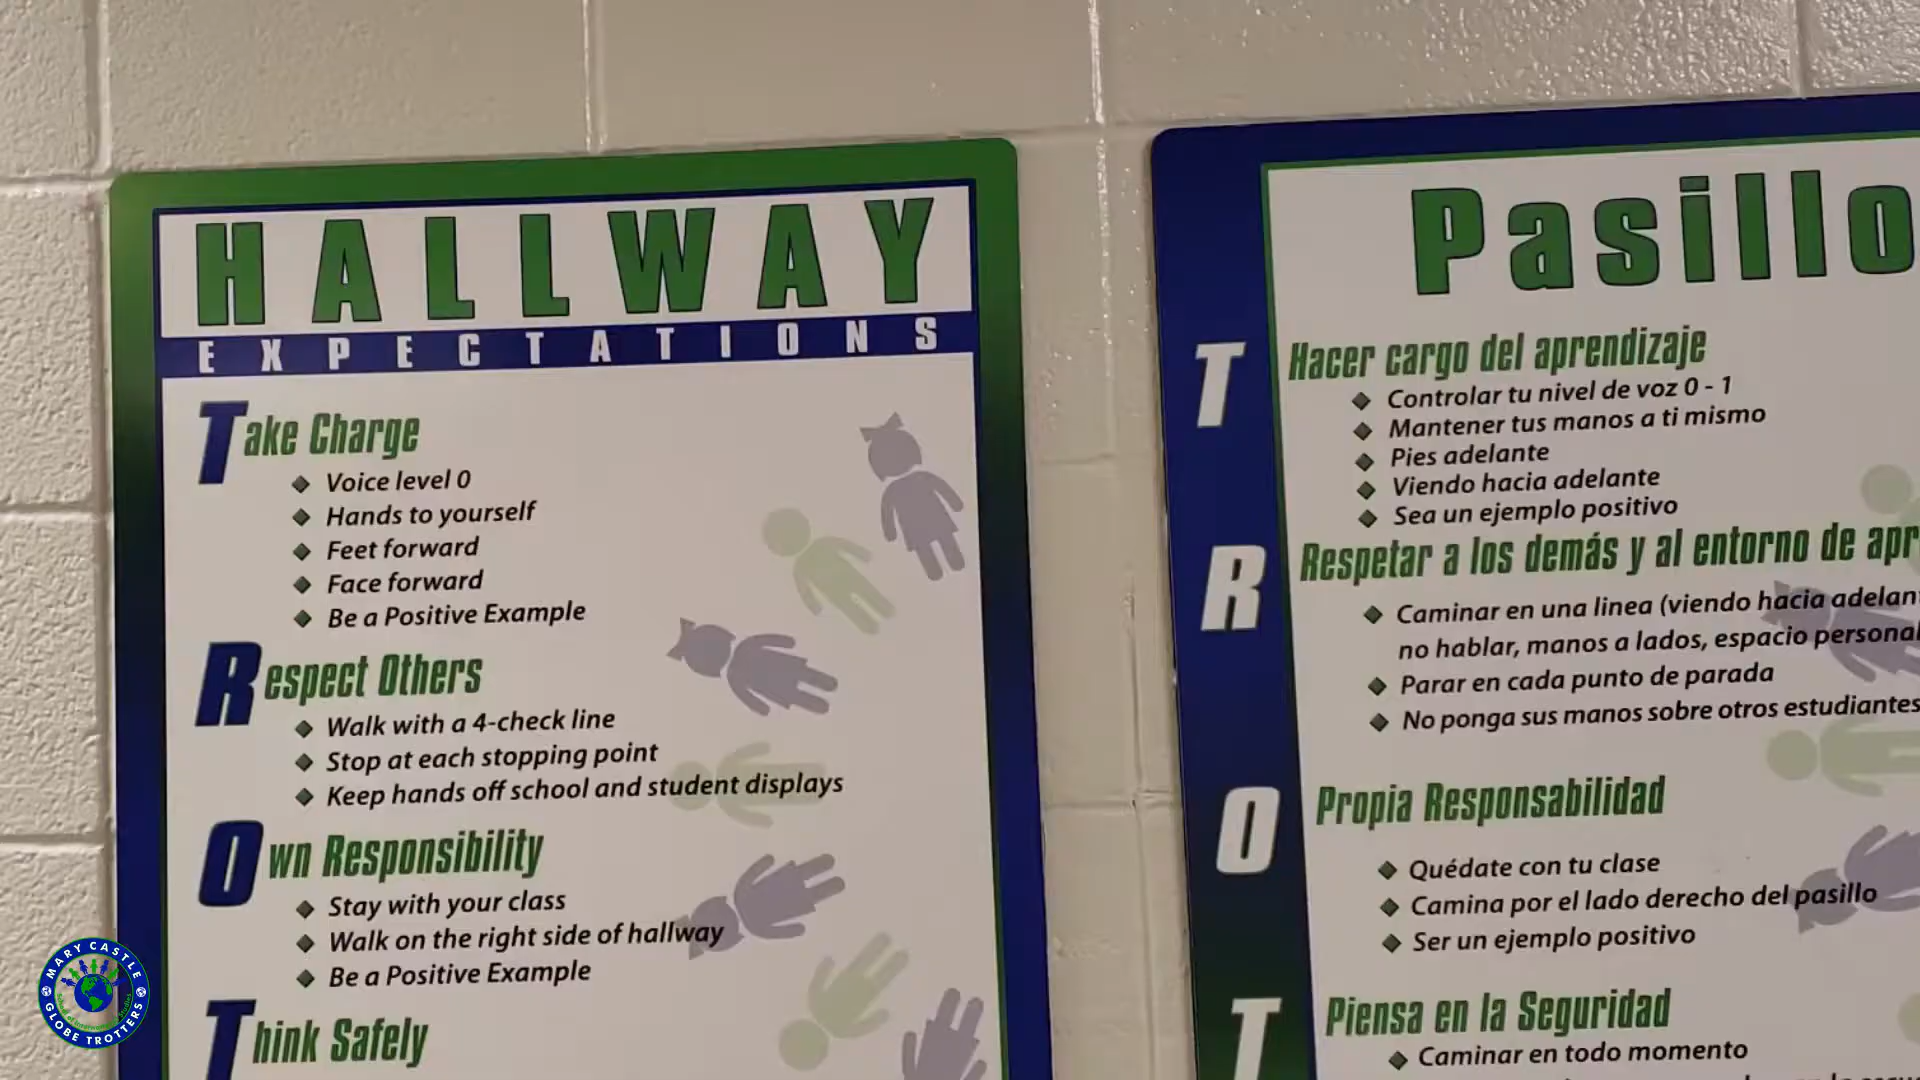 HALLWAY
EXPECTATIONS
Take Charge
Voice level 0
Hands to yourself
Feet forward
Face forward
Be a Positive Example
Respect Others
Walk with a 4-check line
Stop at each stopping point
Keep hands off school and student displays
Own Responsibility
Stay with your class
Walk on the right side of hallway
Be a Positive Example
Think Safely
Pasillo
T
Hacer cargo del aprendizaje
Controlar tu nivel de voz 0 - 1
Mantener tus manos a ti mismo
Pies adelante
Viendo hacia adelante
Sea un ejemplo positivo
R
Respetar a los demás y al entorno de apr
Caminar en una linea (viendo hacia adelant
no hablar, manos a lados, espacio personal
Parar en cada punto de parada
No ponga sus manos sobre otros estudiantes
O
Propia Responsabilidad
Quédate con tu clase
Camina por el lado derecho del pasillo
Ser un ejemplo positivo
T
Piensa en la Seguridad
Caminar en todo momento
MARY CASTLE
GLOBE TROTTERS